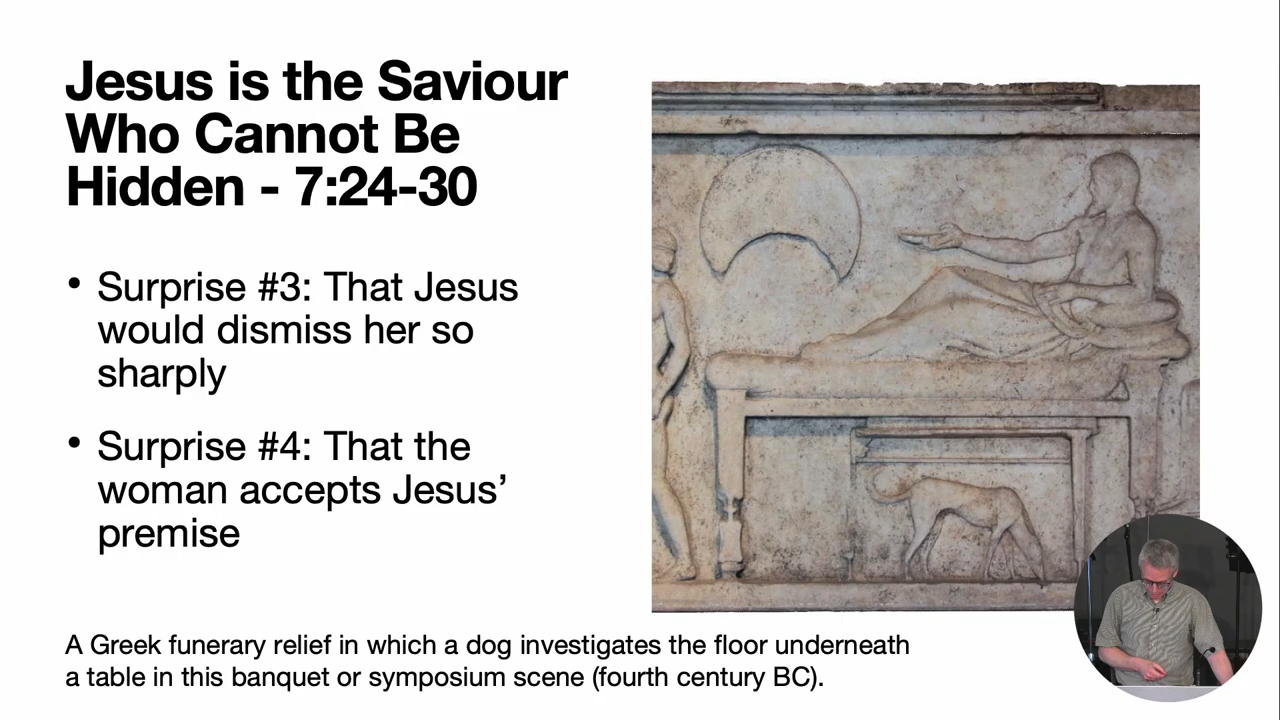 Jesus is the Saviour
Who Cannot Be
Hidden - 7:24-30
• Surprise #3: That Jesus
would dismiss her so
sharply
• Surprise #4: That the
woman accepts Jesus’
premise
A Greek funerary relief in which a dog investigates the floor underneath
a table in this banquet or symposium scene (fourth century BC).